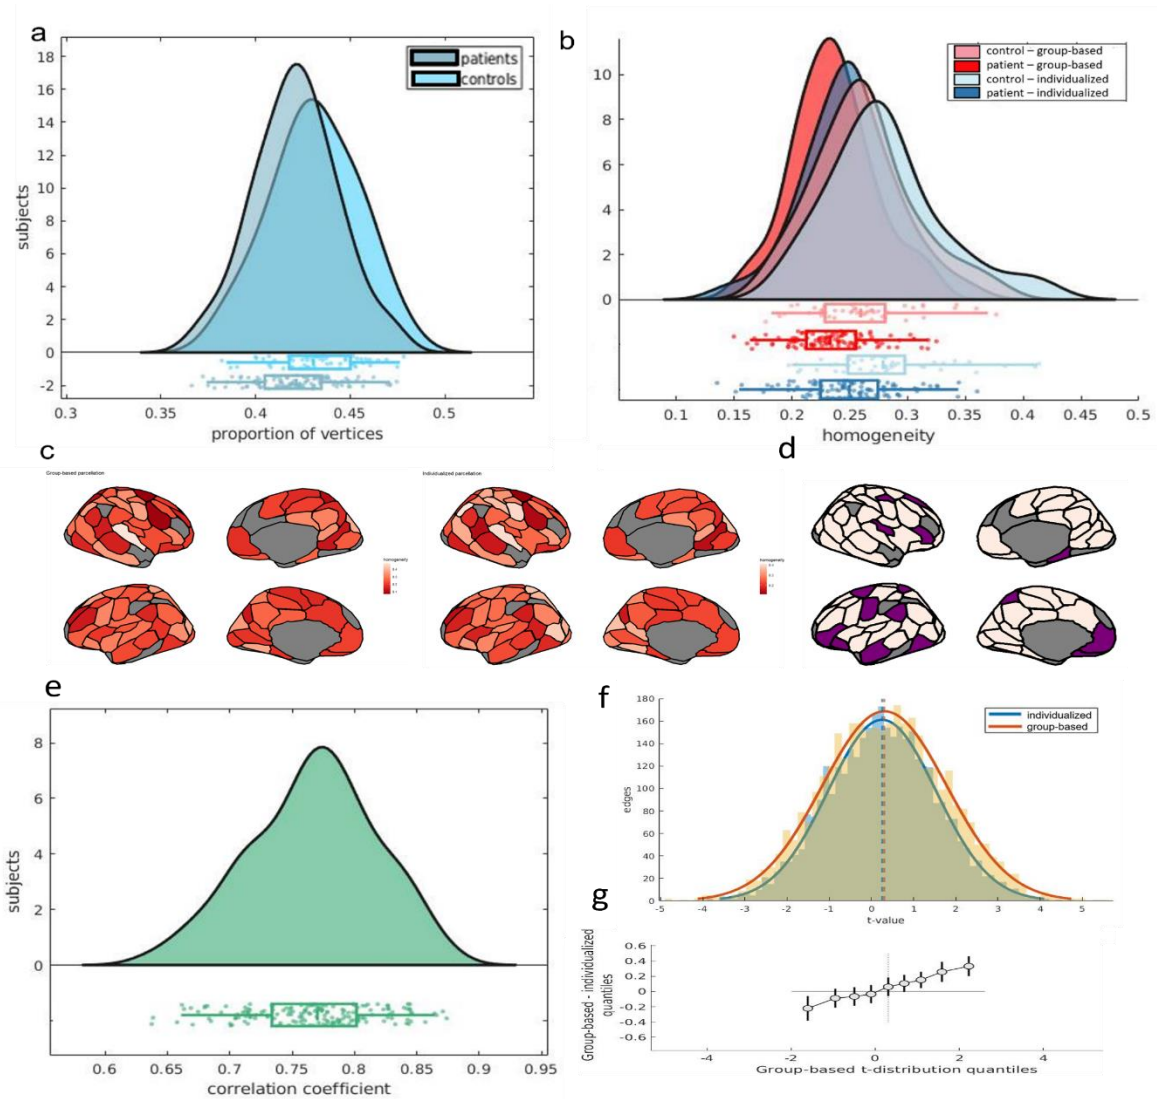 a
patients
controls
18
16
14
12
10
8
6
4
2
0
-2
subjects
0.3
0.35
0.4
0.45
0.5
proportion of vertices
b
control – group-based
patient – group-based
control – individualized
patient – individualized
10
8
6
4
2
0
0.1
0.15
0.2
0.25
0.3
0.35
0.4
0.45
0.5
homogeneity
c
Group-based parcellation
homogeneity
Individualized parcellation
homogeneity
d
e
8
6
4
2
0
subjects
0.6
0.65
0.7
0.75
0.8
0.85
0.9
0.95
correlation coefficient
f
individualized
group-based
180
160
140
120
100
80
60
40
20
0
edges
-5
-4
-3
-2
-1
0
1
2
3
4
5
t-value
g
Group-based - individualized
quantiles
0.6
0.4
0.2
0
-0.2
-0.4
-0.6
-4
-2
0
2
4
Group-based t-distribution quantiles